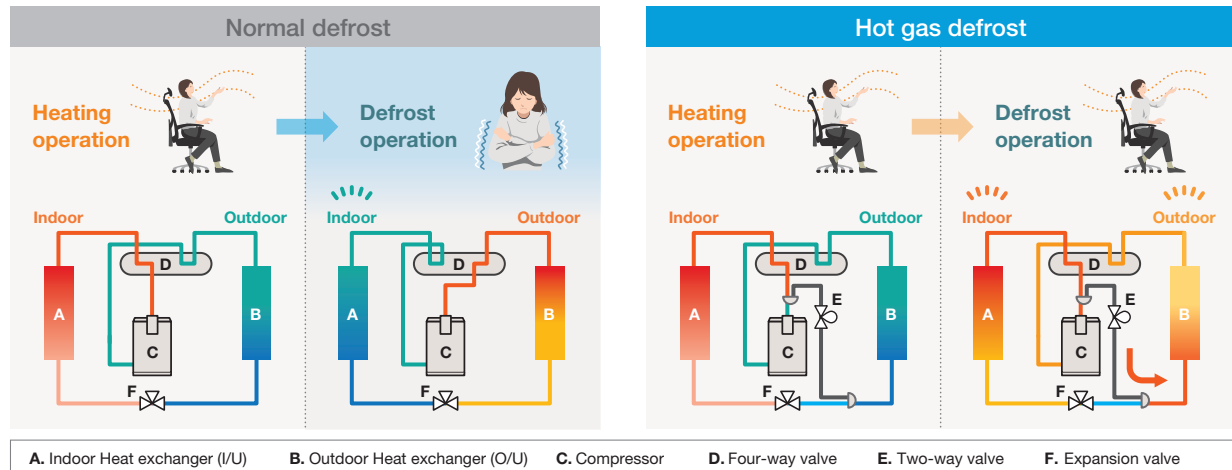 Normal defrost
Heating
operation
Defrost
operation
Indoor
Outdoor
Indoor
Outdoor
D
A
B
C
F
D
A
B
C
F
Hot gas defrost
Heating
operation
Defrost
operation
Indoor
Outdoor
Indoor
Outdoor
D
E
A
B
C
F
D
E
A
B
C
F
A. Indoor Heat exchanger (I/U) B. Outdoor Heat exchanger (O/U) C. Compressor D. Four-way valve E. Two-way valve F. Expansion valve